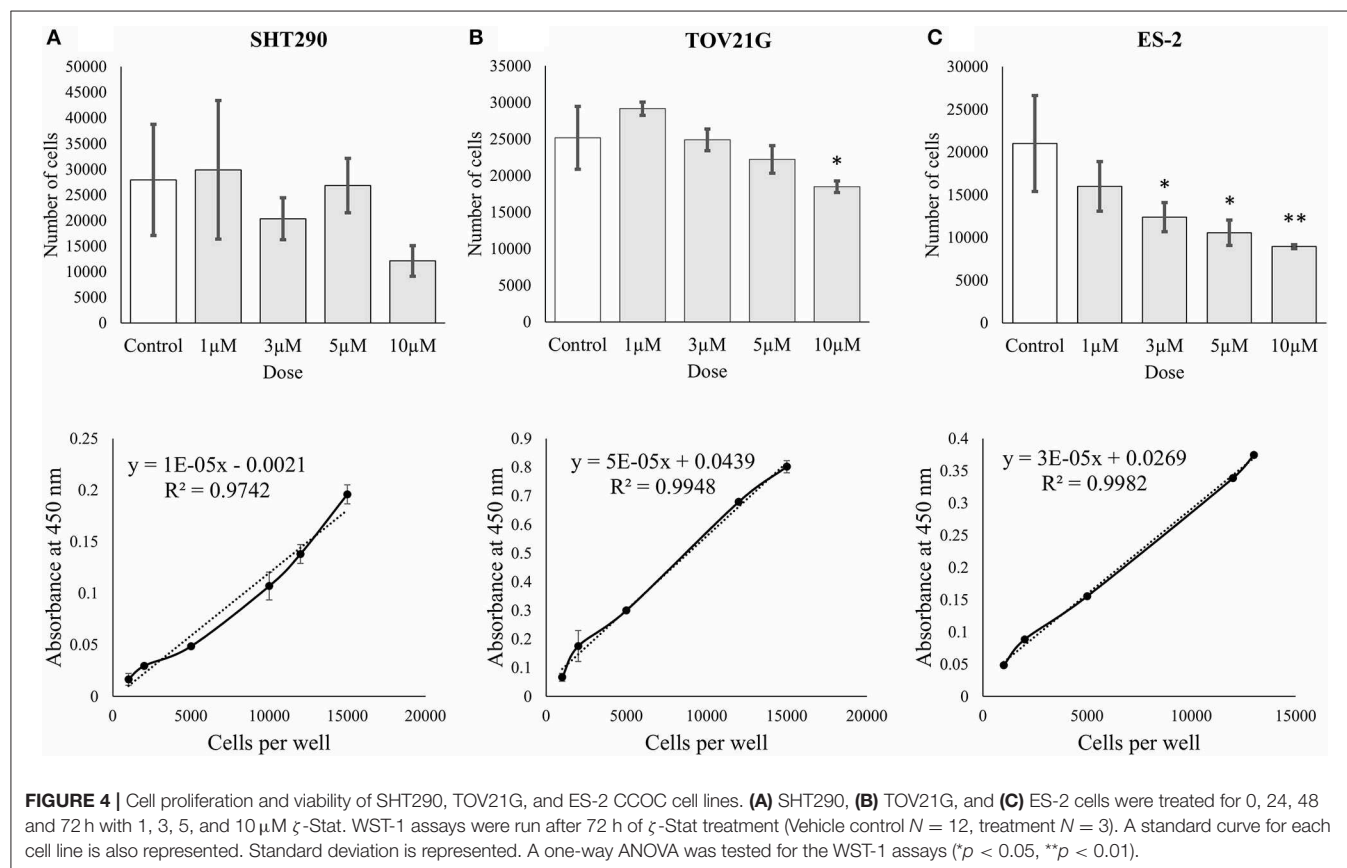 A
SHT290
50000
45000
40000
35000
30000
25000
20000
15000
10000
5000
0
Number of cells
Control 1µM 3µM 5µM 10µM
Dose
B
TOV21G
35000
30000
25000
20000
15000
10000
5000
0
Number of cells
*
Control 1µM 3µM 5µM 10µM
Dose
C
ES-2
30000
25000
20000
15000
10000
5000
0
Number of cells
* * **
Control 1µM 3µM 5µM 10µM
Dose
0.25
0.2
0.15
0.1
0.05
0
Absorbance at 450 nm
y = 1E-05x - 0.0021
R² = 0.9742
0 5000 10000 15000 20000
Cells per well
0.9
0.8
0.7
0.6
0.5
0.4
0.3
0.2
0.1
0
Absorbance at 450 nm
y = 5E-05x + 0.0439
R² = 0.9948
0 5000 10000 15000 20000
Cells per well
0.4
0.35
0.3
0.25
0.2
0.15
0.1
0.05
0
Absorbance at 450 nm
y = 3E-05x + 0.0269
R² = 0.9982
0 5000 10000 15000
Cells per well
FIGURE 4 | Cell proliferation and viability of SHT290, TOV21G, and ES-2 CCOC cell lines. (A) SHT290, (B) TOV21G, and (C) ES-2 cells were treated for 0, 24, 48
and 72 h with 1, 3, 5, and 10 µM ζ-Stat. WST-1 assays were run after 72 h of ζ-Stat treatment (Vehicle control N = 12, treatment N = 3). A standard curve for each
cell line is also represented. Standard deviation is represented. A one-way ANOVA was tested for the WST-1 assays (*p < 0.05, **p < 0.01).